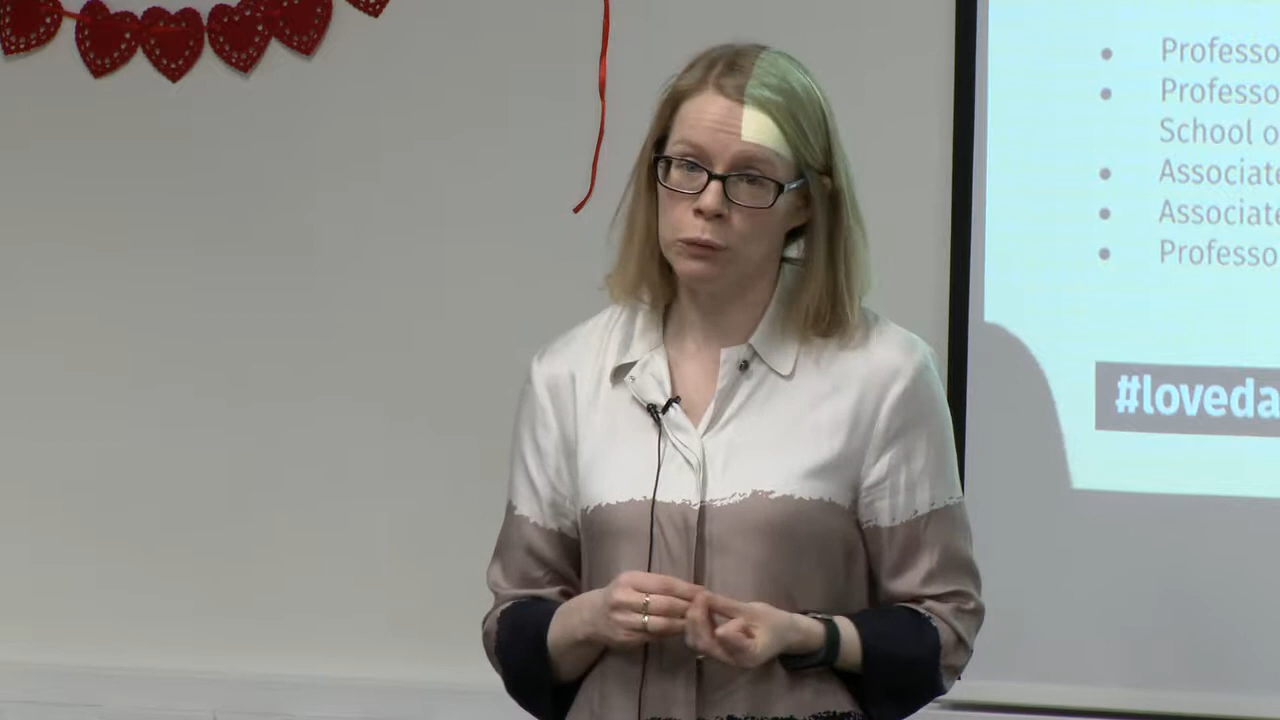 • Professo
• Professo
School o
• Associate
• Associate
• Professo
#loveda